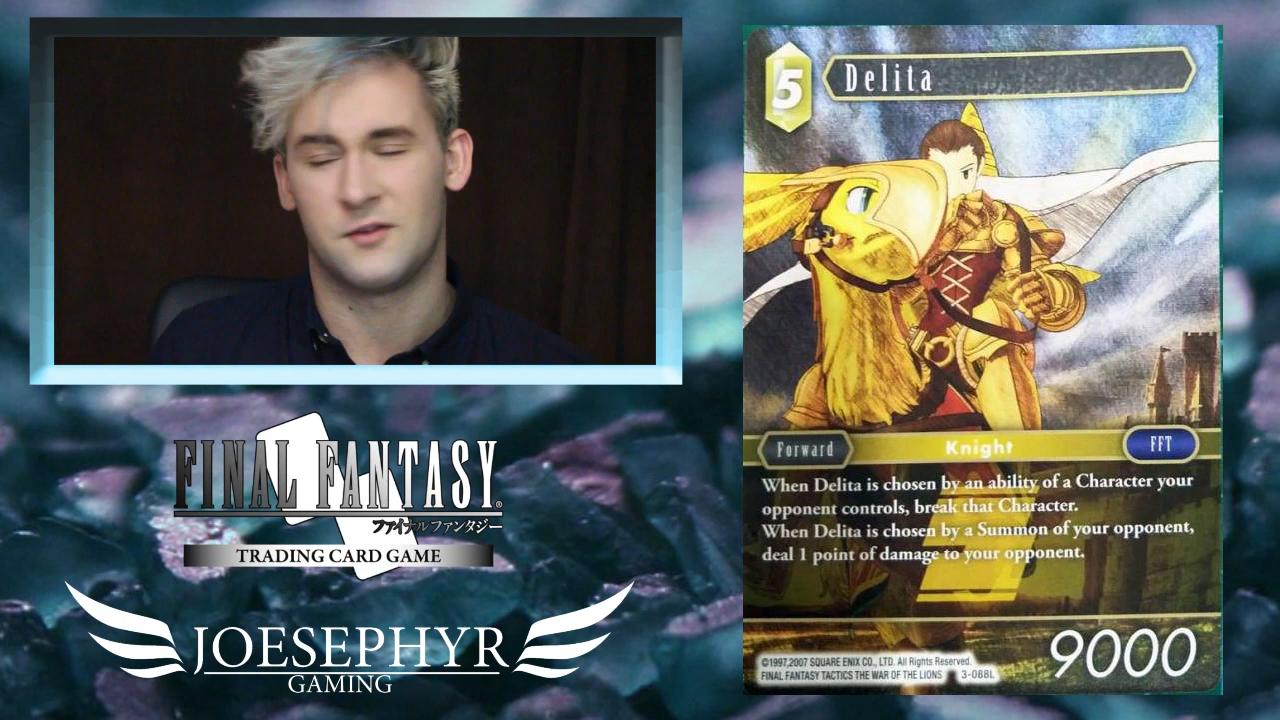 5
Delita
Forward
Knight
FFT
When Delita is chosen by an ability of a Character your
opponent controls, break that Character.
When Delita is chosen by a Summon of your opponent,
deal 1 point of damage to your opponent.
9000
©1997,2007 SQUARE ENIX CO., LTD. All Rights Reserved.
FINAL FANTASY TACTICS THE WAR OF THE LIONS 3-088L
FINAL FANTASY®
ファイナルファンタジー
TRADING CARD GAME
JOESEPHYR
GAMING